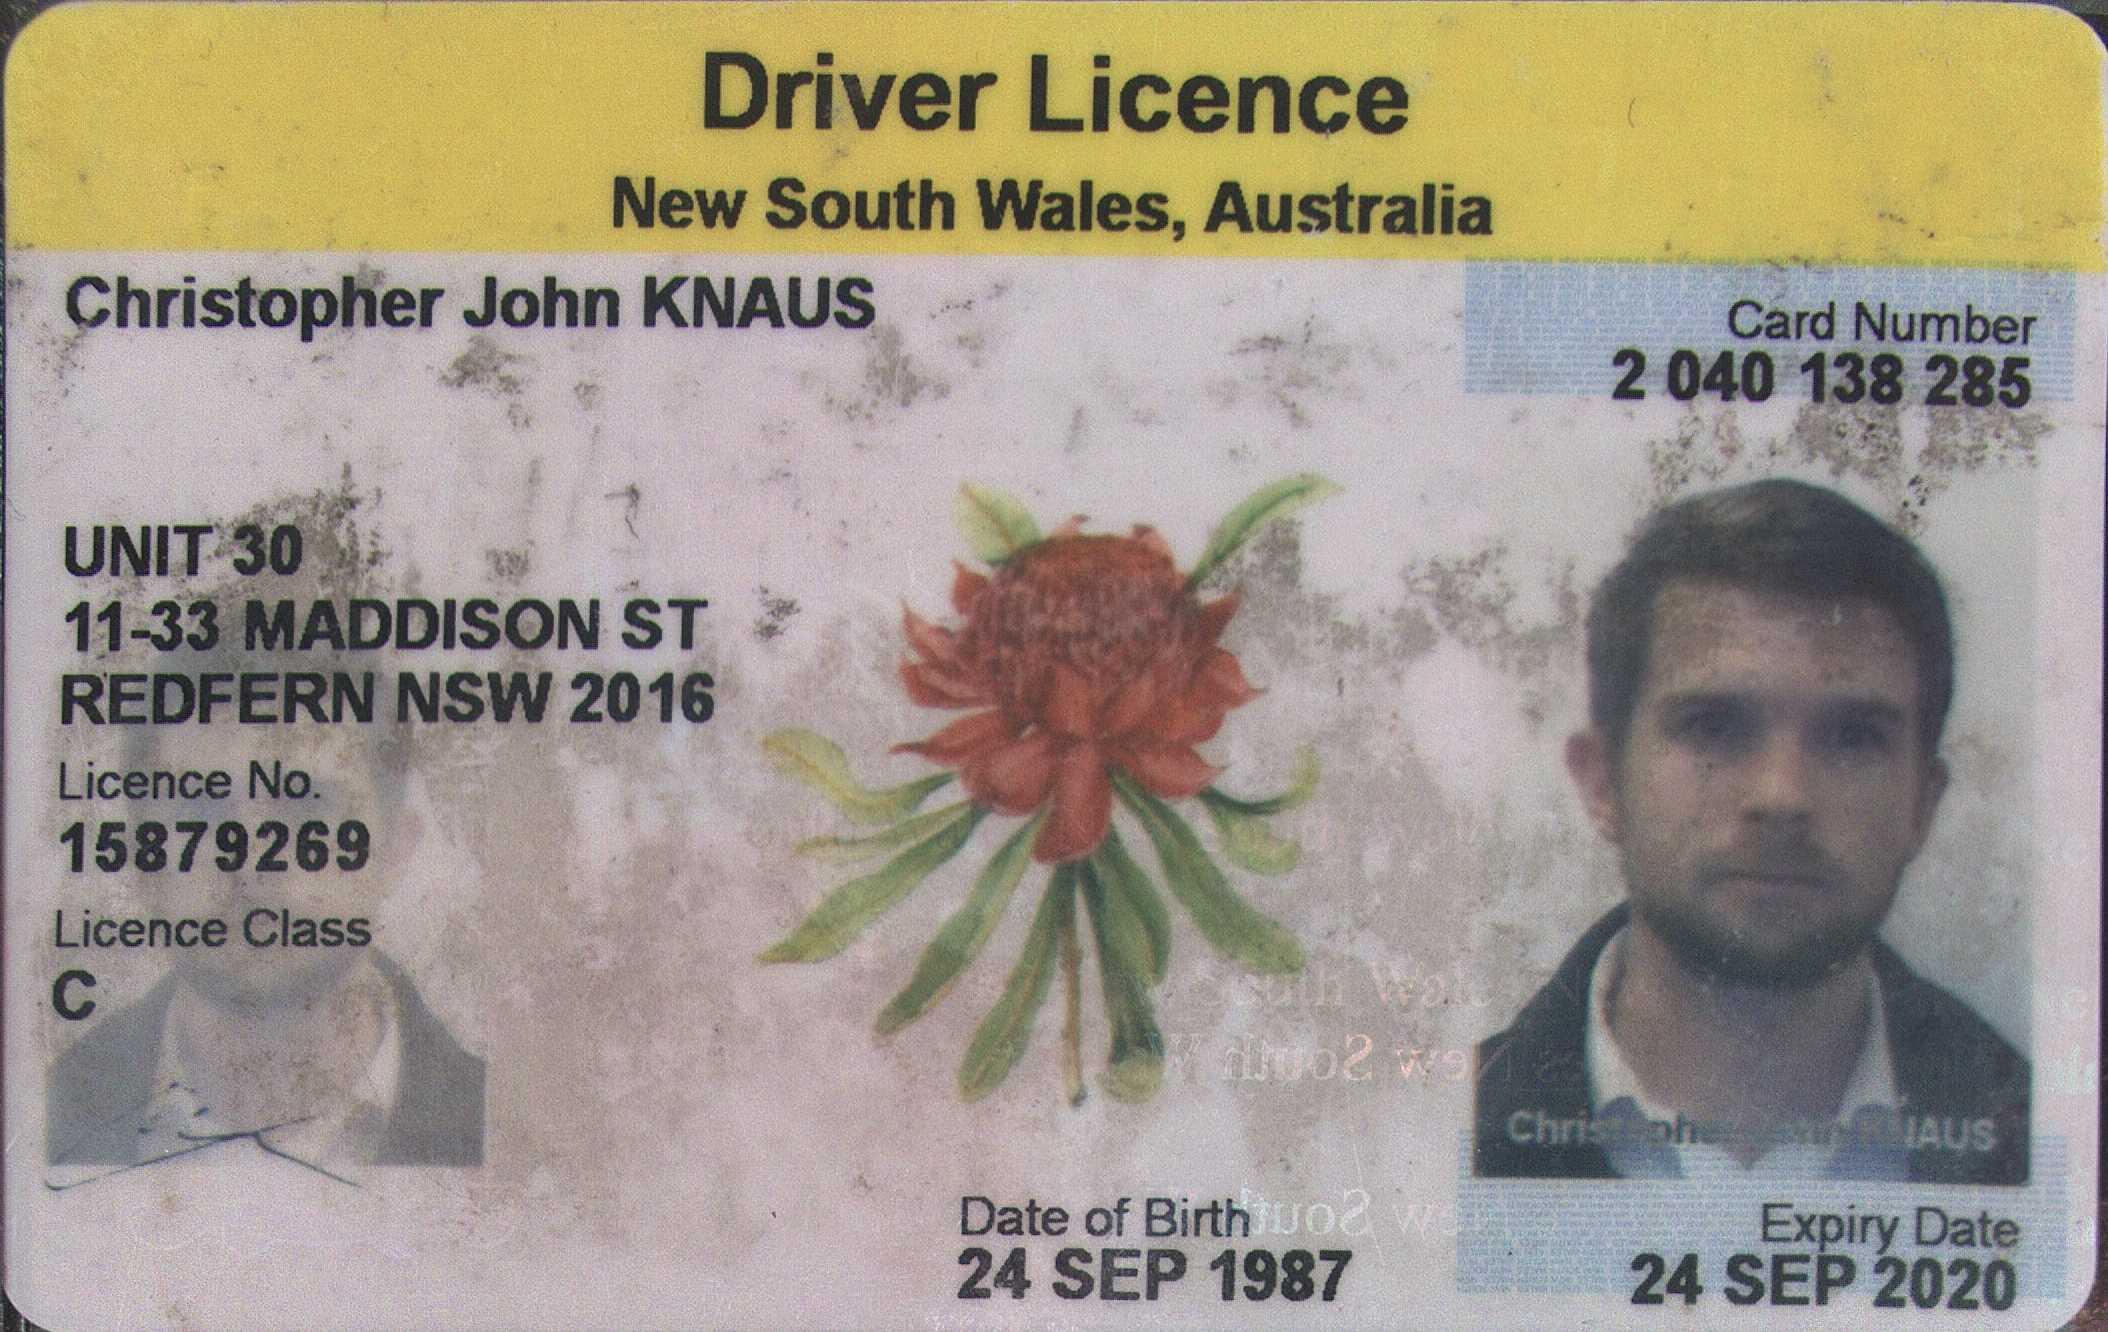 Driver Licence
New South Wales, Australia
Christopher John KNAUS
Card Number
2 040 138 285
UNIT 30
11-33 MADDISON ST
REDFERN NSW 2016
Licence No.
15879269
Licence Class
C
New South W
KNAUS
Date of Birth
24 SEP 1987
Expiry Date
24 SEP 2020